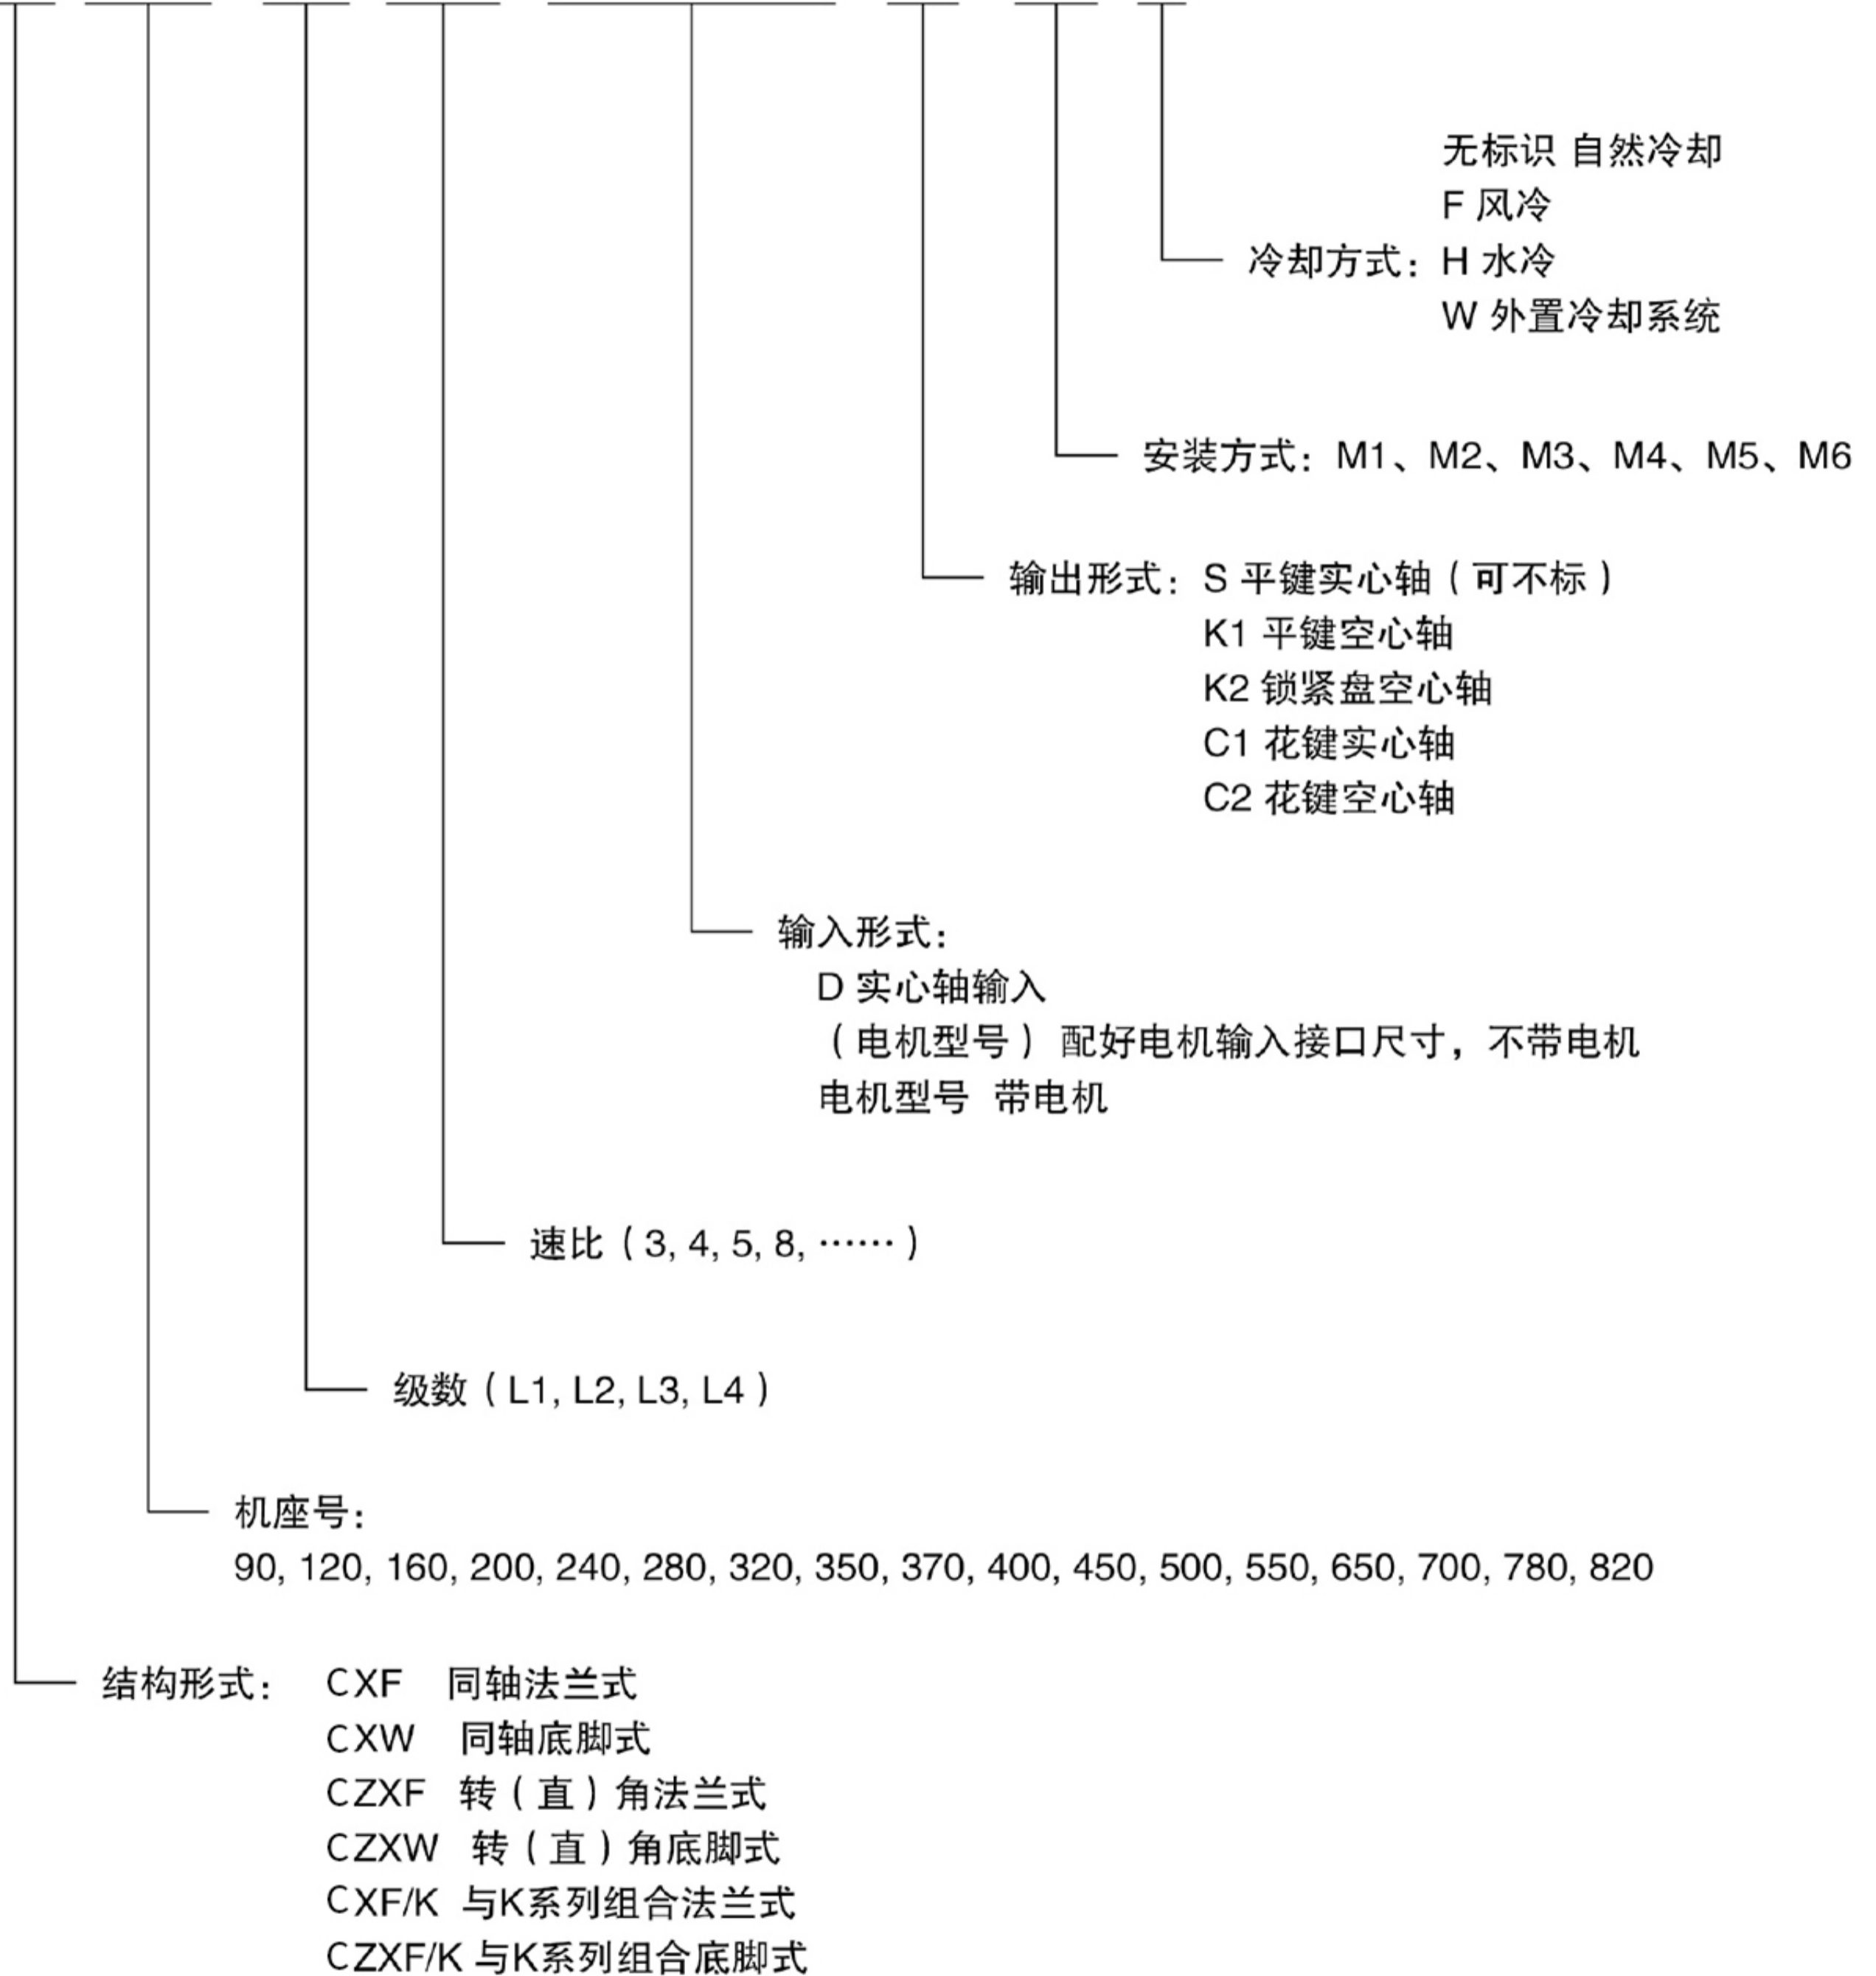 无标识 自然冷却
F 风冷
冷却方式：H 水冷
W 外置冷却系统
安装方式：M1、M2、M3、M4、M5、M6
输出形式：S 平键实心轴（可不标）
K1 平键空心轴
K2 锁紧盘空心轴
C1 花键实心轴
C2 花键空心轴
输入形式：
D 实心轴输入
（电机型号）配好电机输入接口尺寸，不带电机
电机型号 带电机
速比（3, 4, 5, 8, ……）
级数（L1, L2, L3, L4）
机座号：
90, 120, 160, 200, 240, 280, 320, 350, 370, 400, 450, 500, 550, 650, 700, 780, 820
结构形式： CXF 同轴法兰式
CXW 同轴底脚式
CZXF 转（直）角法兰式
CZXW 转（直）角底脚式
CXF/K 与K系列组合法兰式
CZXF/K 与K系列组合底脚式